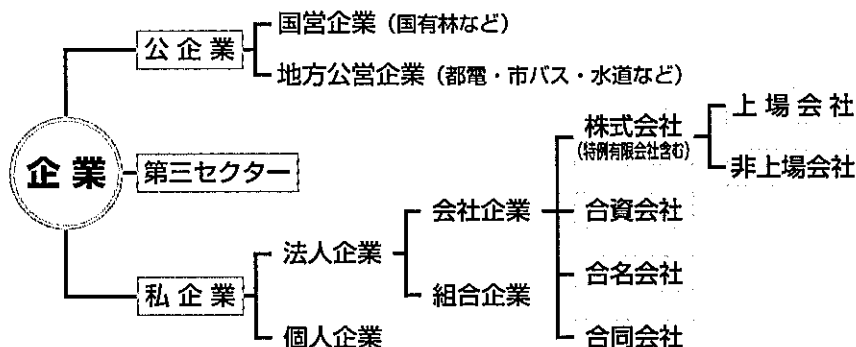 企業
公企業
国営企業（国有林など）
地方公営企業（都電・市バス・水道など）
第三セクター
私企業
法人企業
個人企業
会社企業
組合企業
株式会社
（特例有限会社含む）
合資会社
合名会社
合同会社
上場会社
非上場会社